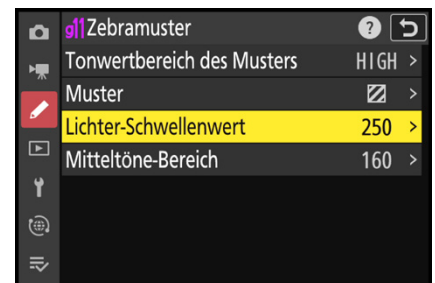 g11 Zebramuster ?
Tonwertbereich des Musters HIGH >
Muster >
Lichter-Schwellenwert 250 >
Mitteltöne-Bereich 160 >